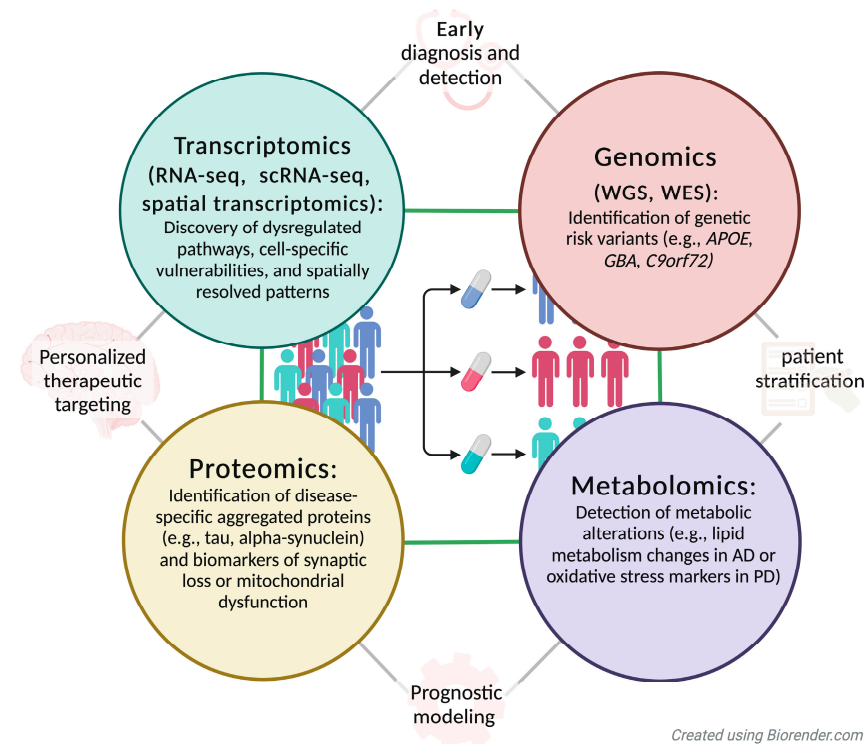 Early
diagnosis and
detection
Transcriptomics
(RNA-seq, scRNA-seq,
spatial transcriptomics):
Discovery of dysregulated
pathways, cell-specific
vulnerabilities, and spatially
resolved patterns
Genomics
(WGS, WES):
Identification of genetic
risk variants (e.g., APOE,
GBA, C9orf72)
Personalized
therapeutic
targeting
patient
stratification
Proteomics:
Identification of disease-
specific aggregated proteins
(e.g., tau, alpha-synuclein)
and biomarkers of synaptic
loss or mitochondrial
dysfunction
Metabolomics:
Detection of metabolic
alterations (e.g., lipid
metabolism changes in AD or
oxidative stress markers in PD)
Prognostic
modeling
Created using Biorender.com